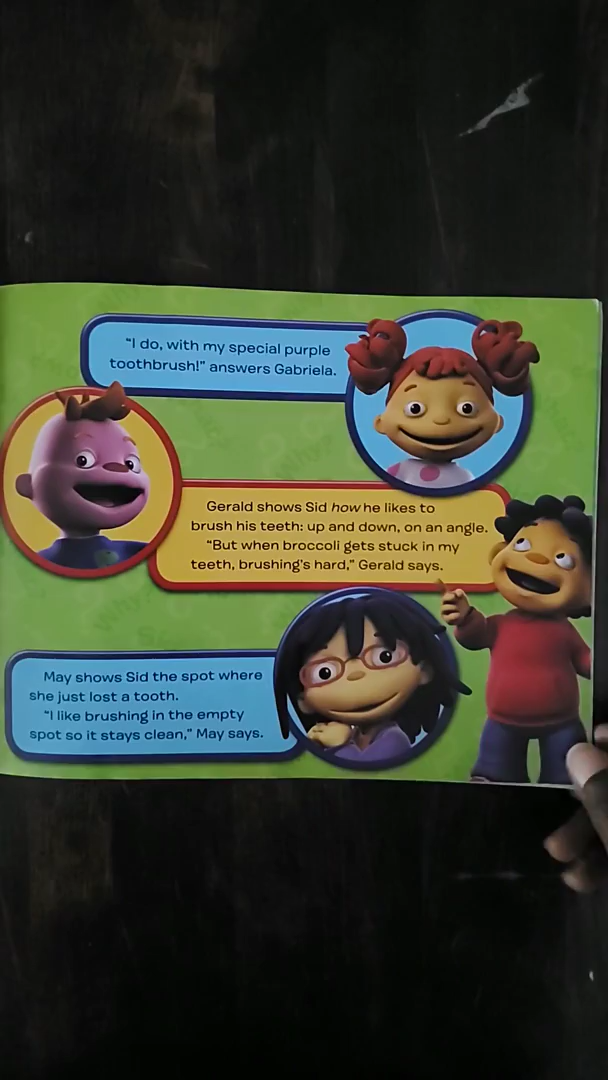 “I do, with my special purple
toothbrush!” answers Gabriela.
Gerald shows Sid how he likes to
brush his teeth: up and down, on an angle.
“But when broccoli gets stuck in my
teeth, brushing’s hard,” Gerald says.
May shows Sid the spot where
she just lost a tooth.
“I like brushing in the empty
spot so it stays clean,” May says.